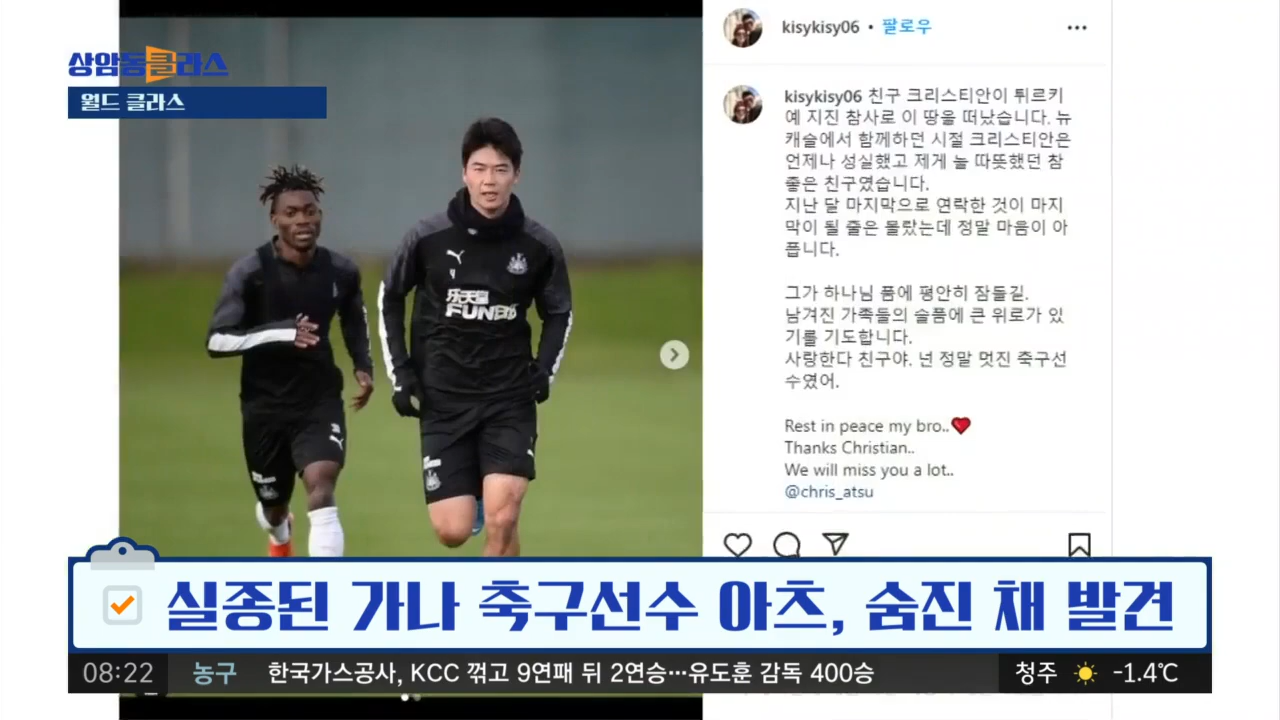 상암동클라스
월드 클라스
kisykisy06 • 팔로우
kisykisy06 친구 크리스티안이 튀르키
예 지진 참사로 이 땅을 떠났습니다. 뉴
캐슬에서 함께하던 시절 크리스티안은
언제나 성실했고 제게 늘 따뜻했던 참
좋은 친구였습니다.
지난 달 마지막으로 연락한 것이 마지
막이 될 줄은 몰랐는데 정말 마음이 아
픕니다.
그가 하나님 품에 평안히 잠들길.
남겨진 가족들의 슬픔에 큰 위로가 있
기를 기도합니다.
사랑한다 친구야. 넌 정말 멋진 축구선
수였어.
Rest in peace my bro..
Thanks Christian..
We will miss you a lot..
@chris_atsu
4
乐天堂
FUN88
실종된 가나 축구선수 아츠, 숨진 채 발견
08:22 농구 한국가스공사, KCC 꺾고 9연패 뒤 2연승…유도훈 감독 400승 청주 -1.4℃